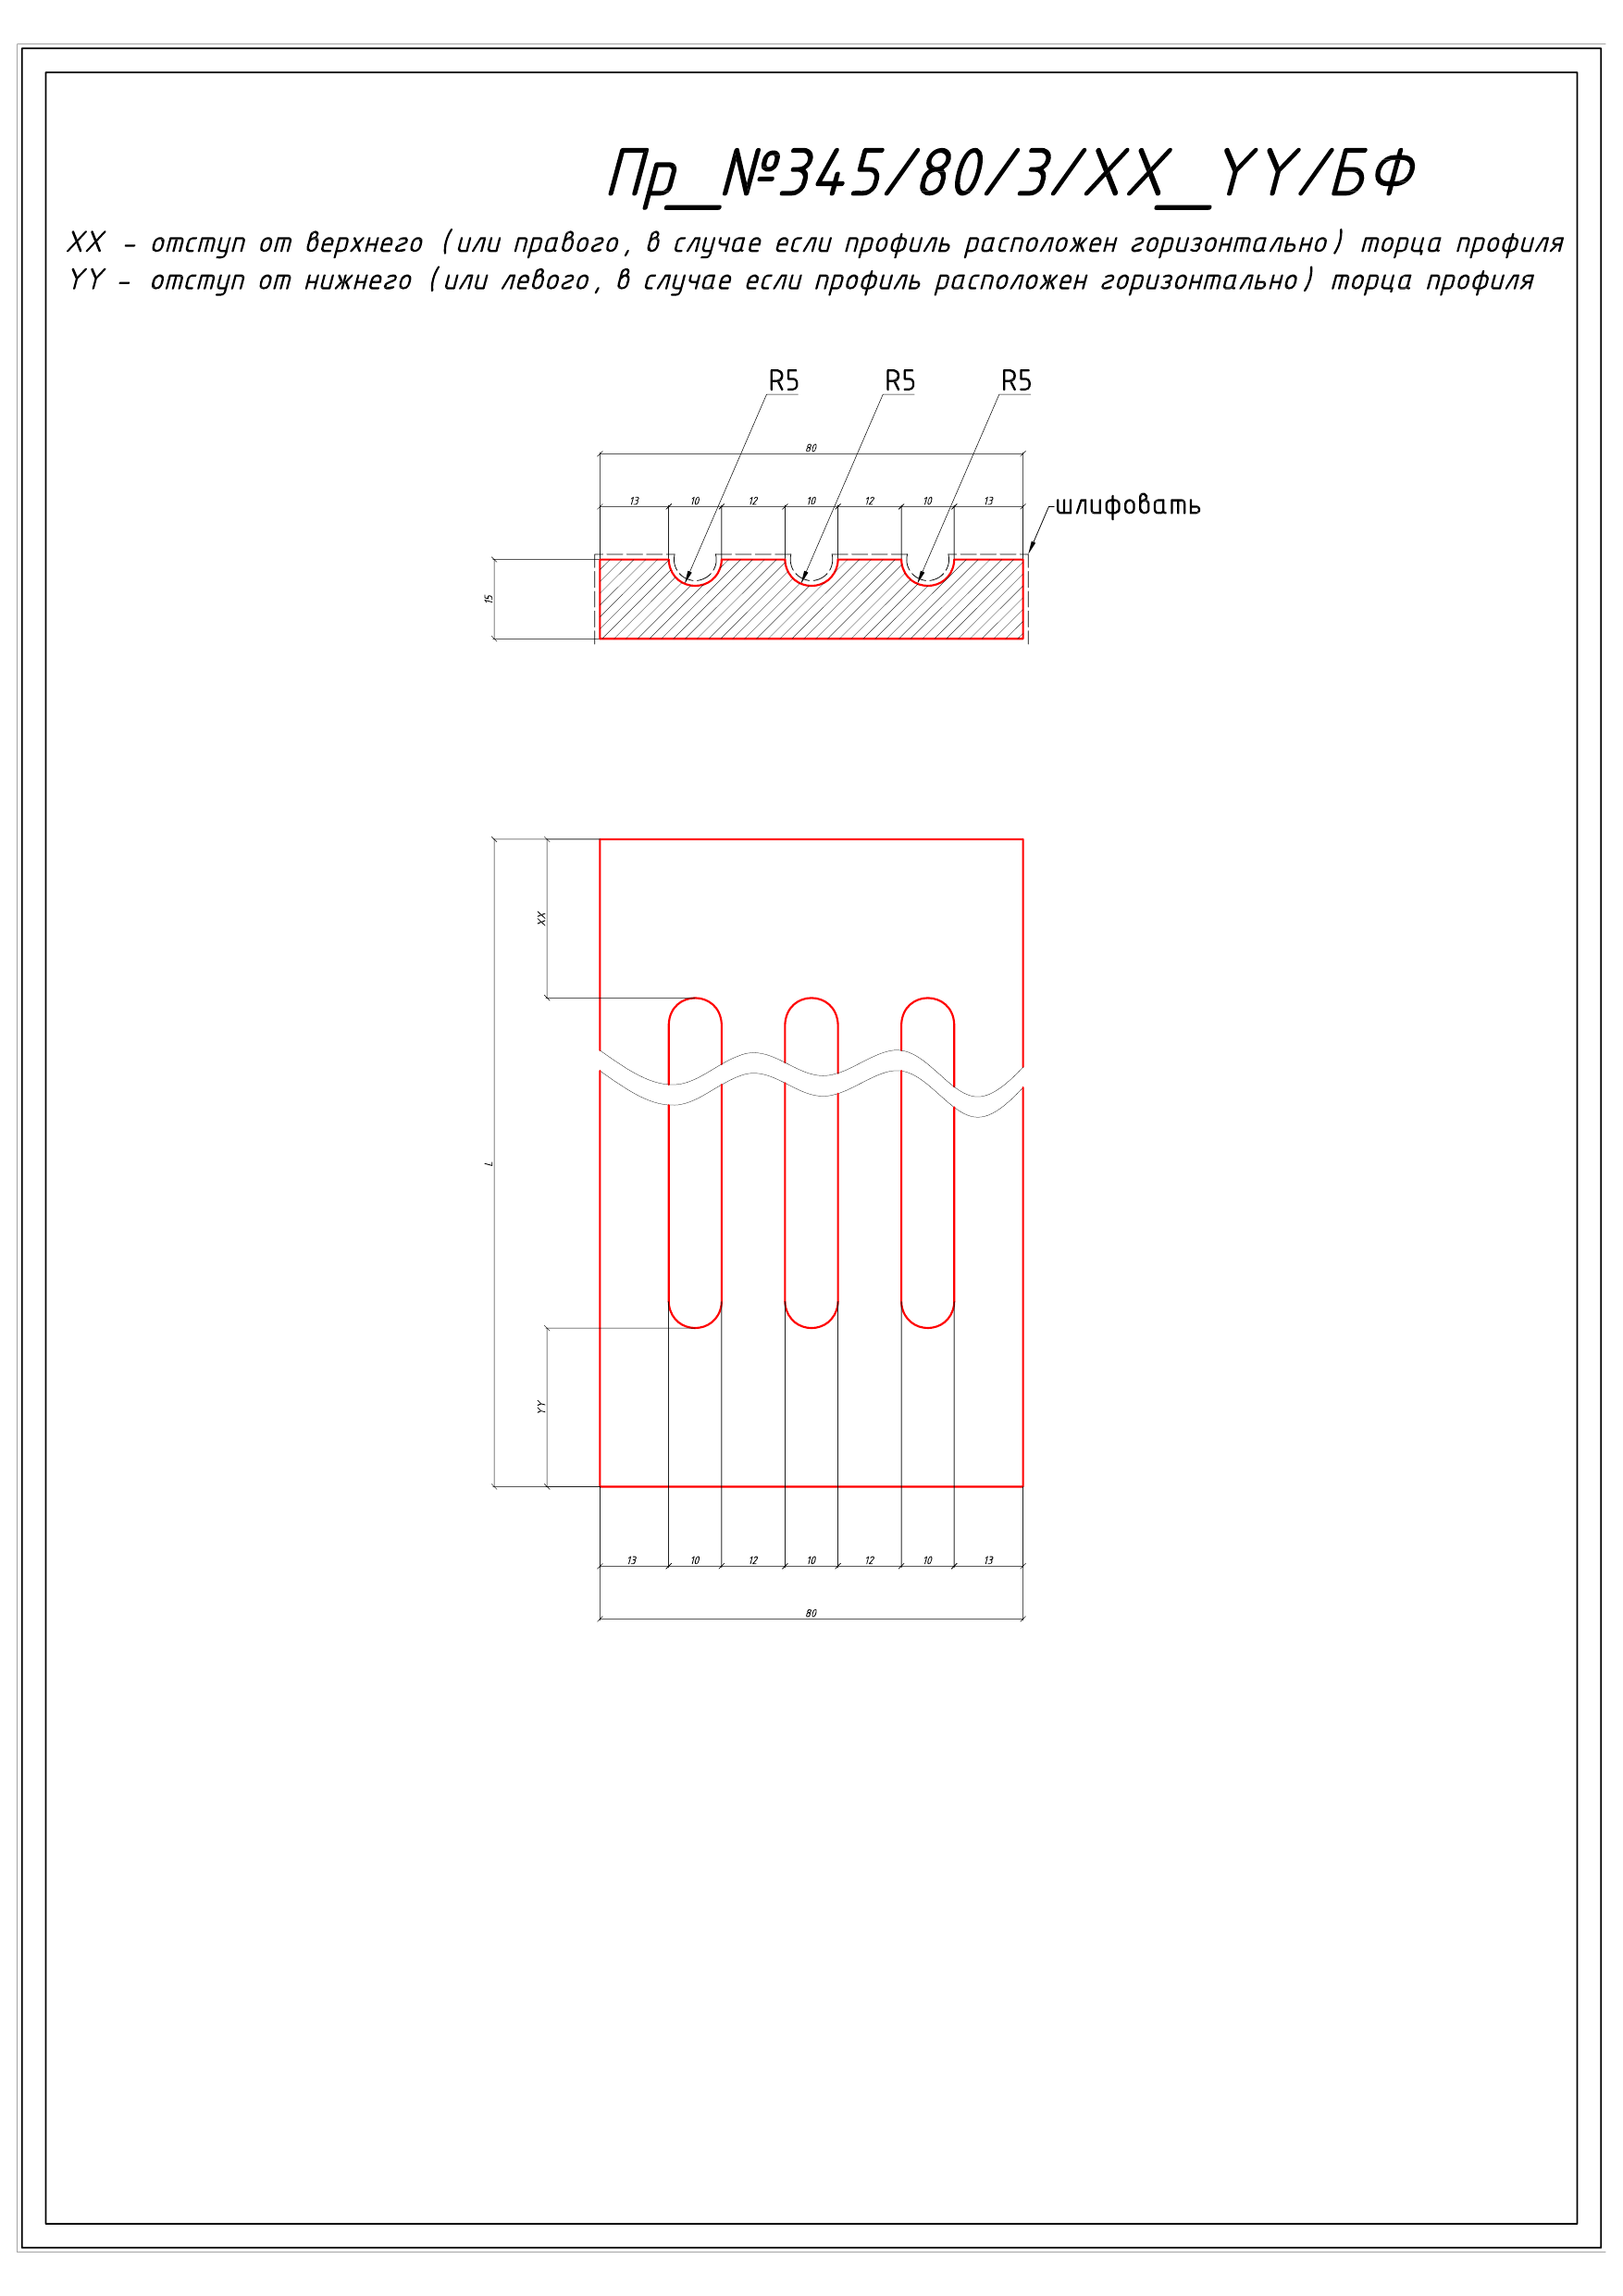 Пр__№345/80/3/XX__YY/БФ
XX - отступ от верхнего (или правого, в случае если профиль расположен горизонтально) торца профиля
YY - отступ от нижнего (или левого, в случае если профиль расположен горизонтально) торца профиля
R5 R5 R5
80
13 10 12 10 12 10 13
шлифовать
15
XX
L
YY
13 10 12 10 12 10 13
80